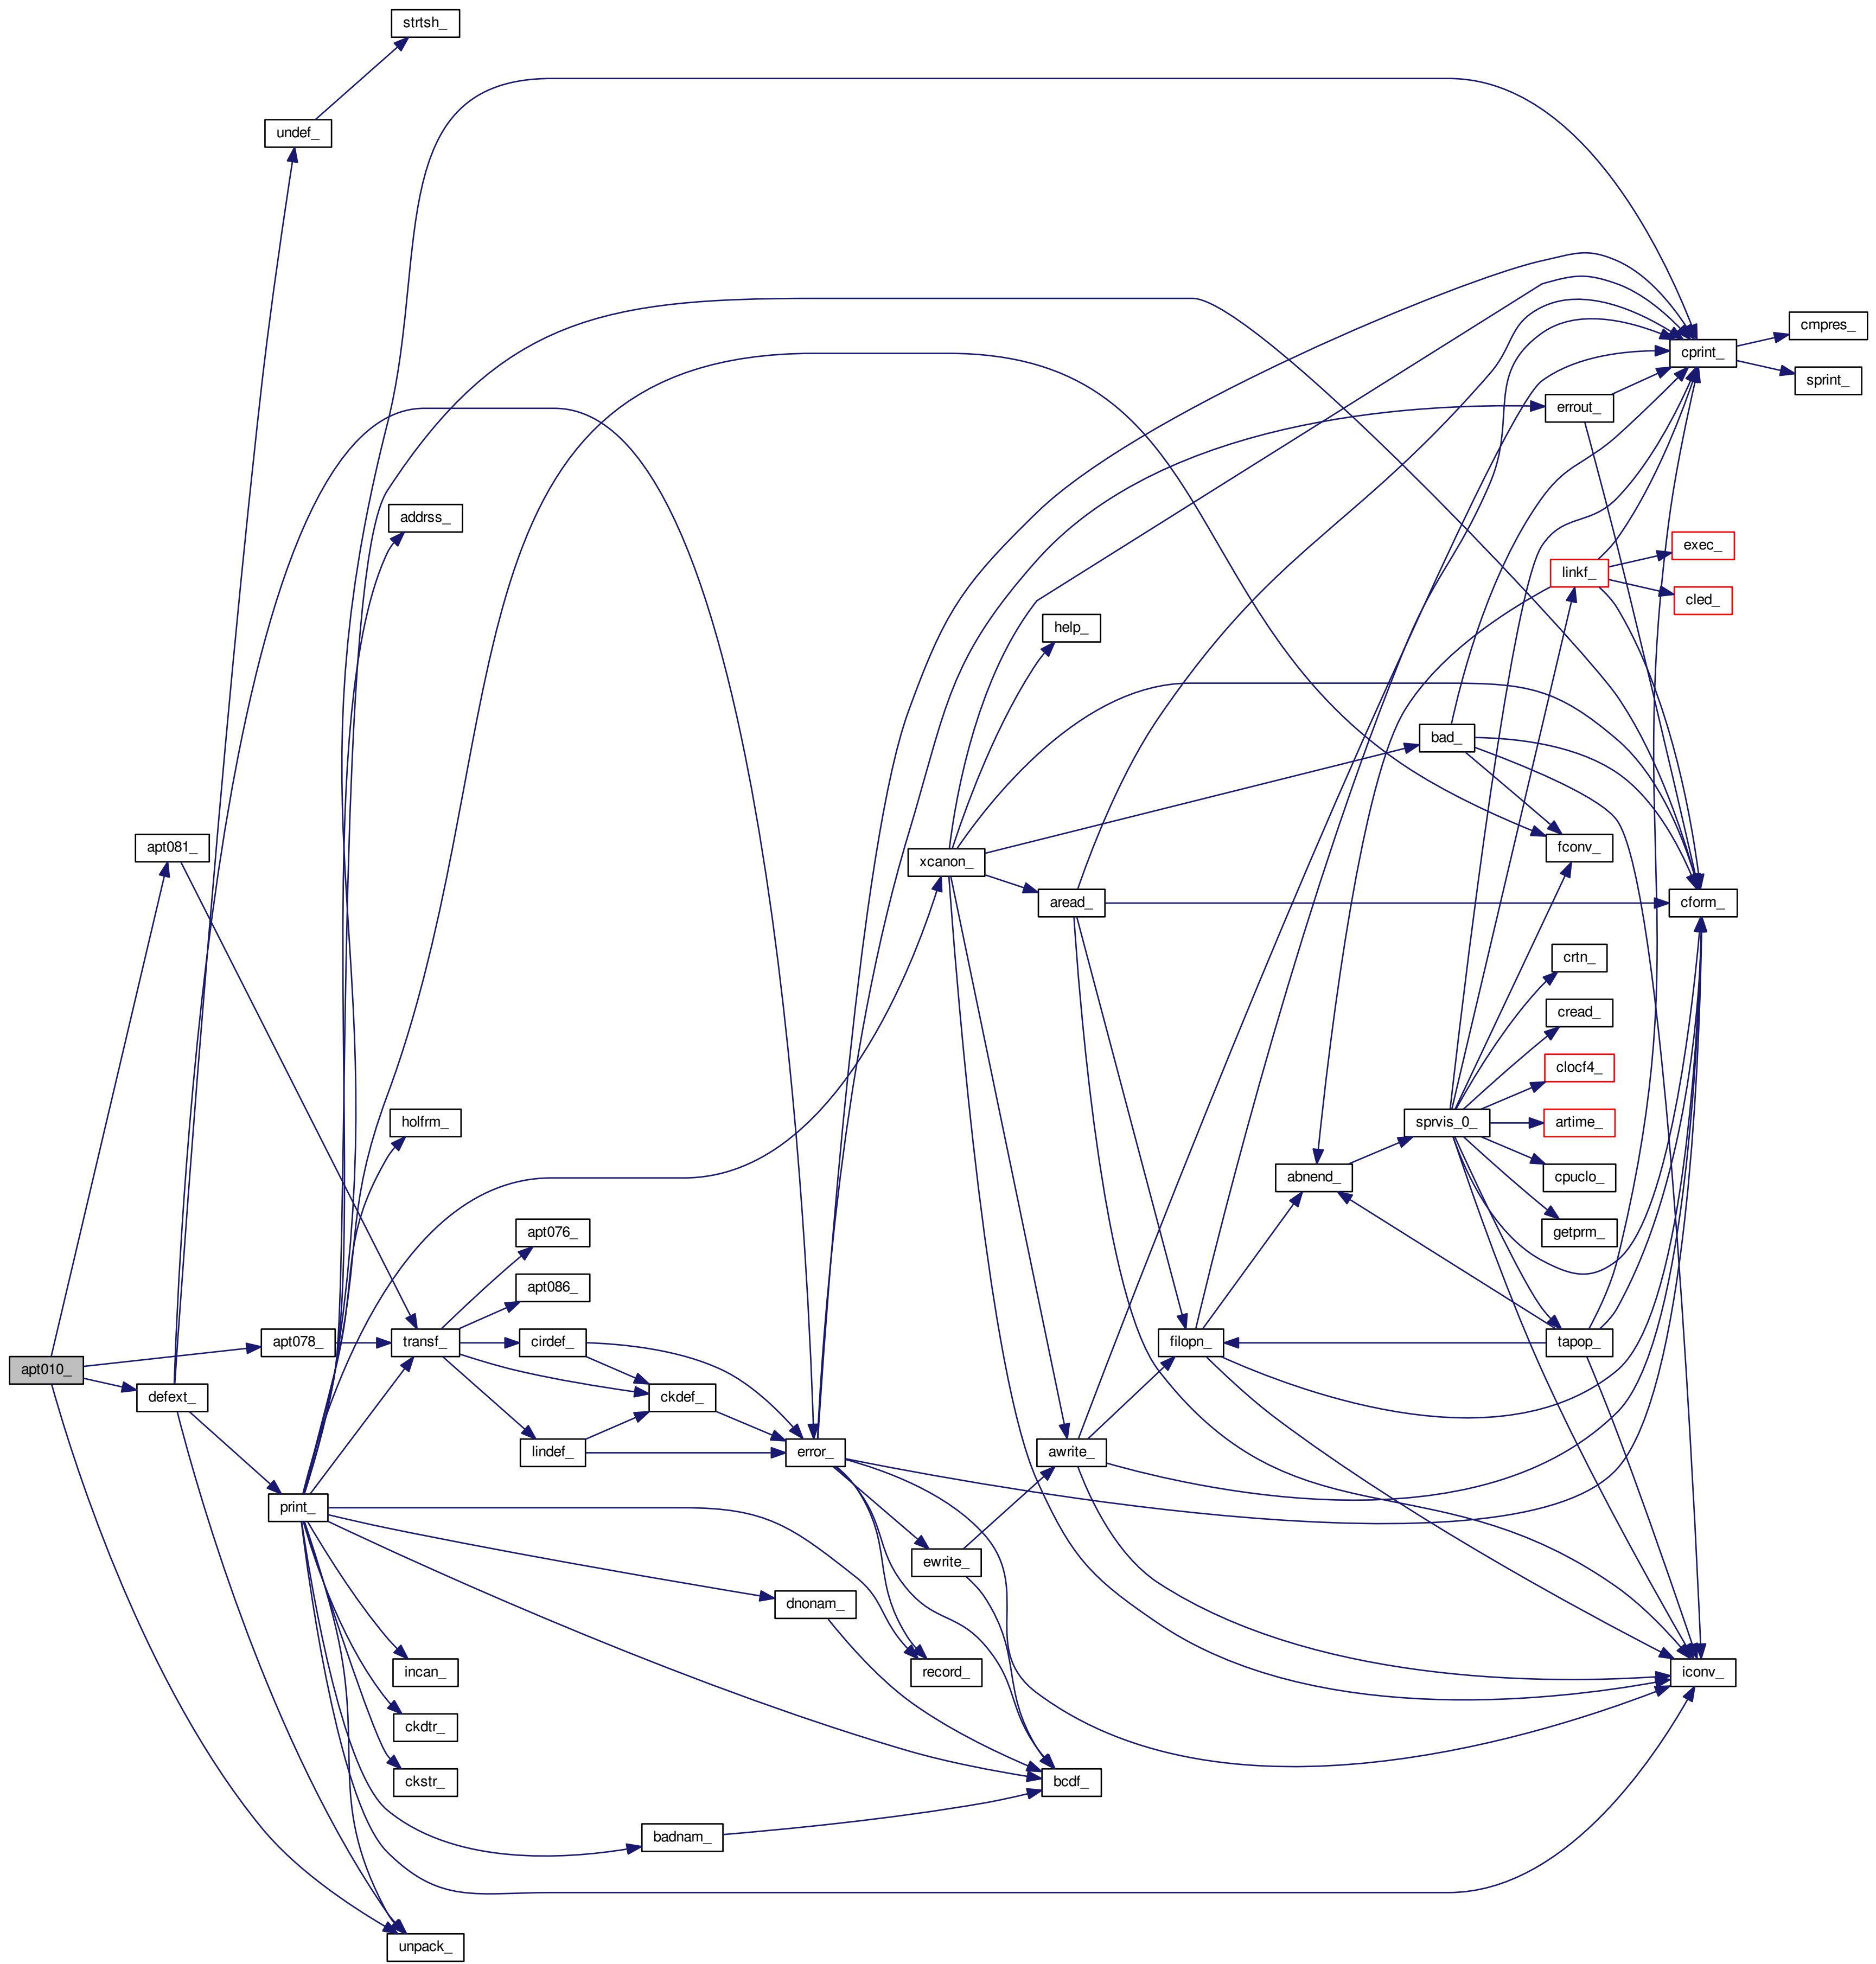 strtsh_
undef_
cmpres_
cprint_
sprint_
errout_
addrss_
exec_
linkf_
cled_
help_
bad_
apt081_
fconv_
xcanon_
aread_
cform_
crtn_
cread_
clocf4_
holfrm_
sprvis_0_
artime_
abnend_
cpuclo_
apt076_
getprm_
apt086_
apt078_
transf_
cirdef_
filopn_
tapop_
apt010_
defext_
ckdef_
lindef_
error_
awrite_
print_
ewrite_
dnonam_
incan_
record_
iconv_
ckdtr_
ckstr_
bcdf_
badnam_
unpack_